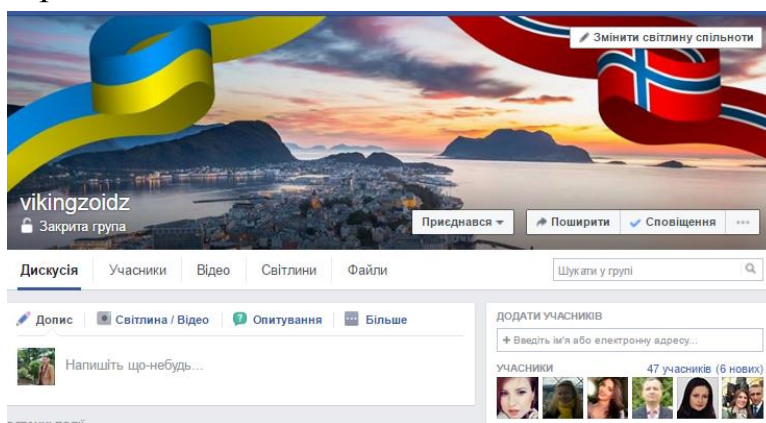 Змінити світлину спільноти
vikingzoidz
Закрита група
Приєднався
Поширити
Сповіщення
Дискусія
Учасники
Відео
Світлини
Файли
Шукати у групі
Допис
Світлина / Відео
Опитування
Більше
Напишіть що-небудь...
ДОДАТИ УЧАСНИКІВ
+ Введіть ім'я або електронну адресу...
УЧАСНИКИ
47 учасників (6 нових)